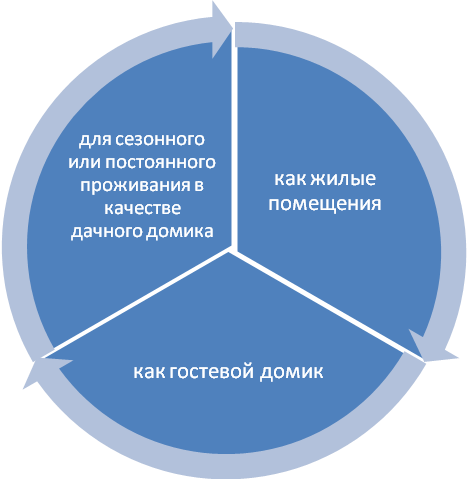 для сезонного
или постоянного
проживания в
качестве
дачного домика
как жилые
помещения
как гостевой домик